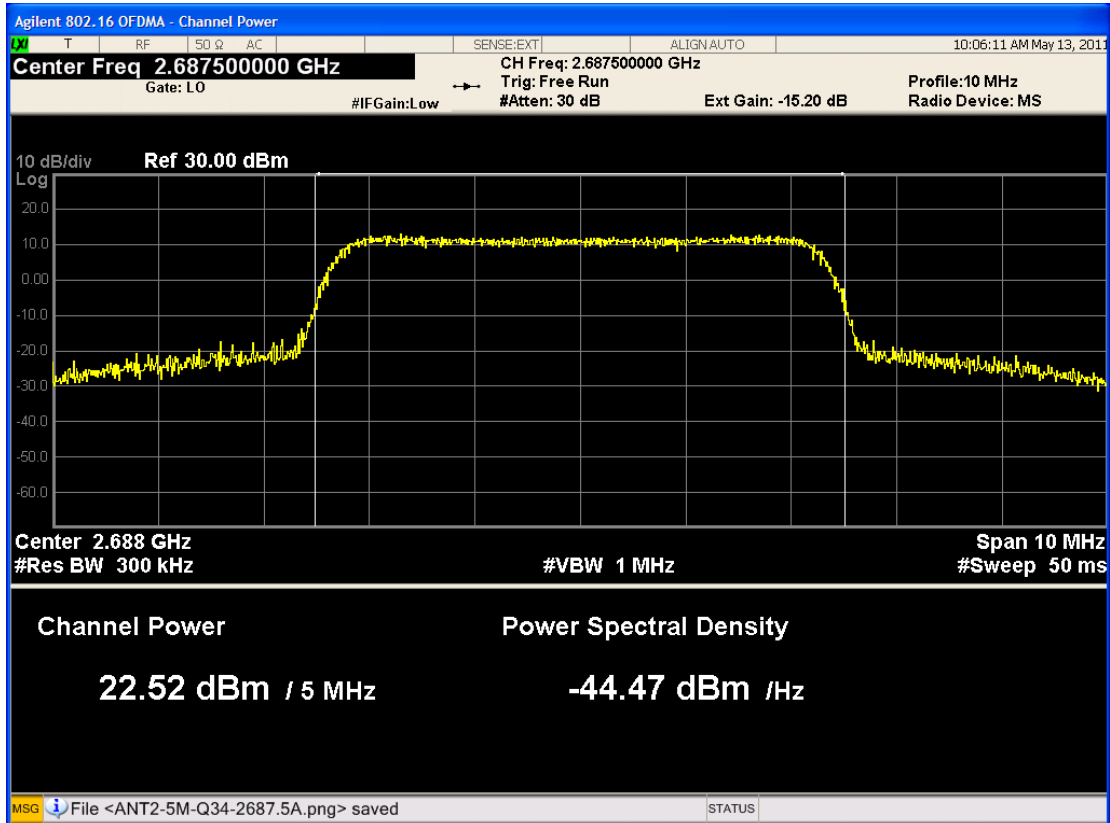 Agilent 802.16 OFDMA - Channel Power
LXI T RF 50 Ω AC SENSE:EXT ALIGN AUTO 10:06:11 AM May 13, 2011
Center Freq 2.687500000 GHz CH Freq: 2.687500000 GHz
Gate: LO Trig: Free Run Profile:10 MHz
#IFGain:Low #Atten: 30 dB Ext Gain: -15.20 dB Radio Device: MS
10 dB/div Ref 30.00 dBm
Log
20.0
10.0
0.00
-10.0
-20.0
-30.0
-40.0
-50.0
-60.0
Center 2.688 GHz Span 10 MHz
#Res BW 300 kHz #VBW 1 MHz #Sweep 50 ms
Channel Power Power Spectral Density
22.52 dBm / 5 MHz -44.47 dBm /Hz
MSG File <ANT2-5M-Q34-2687.5A.png> saved STATUS